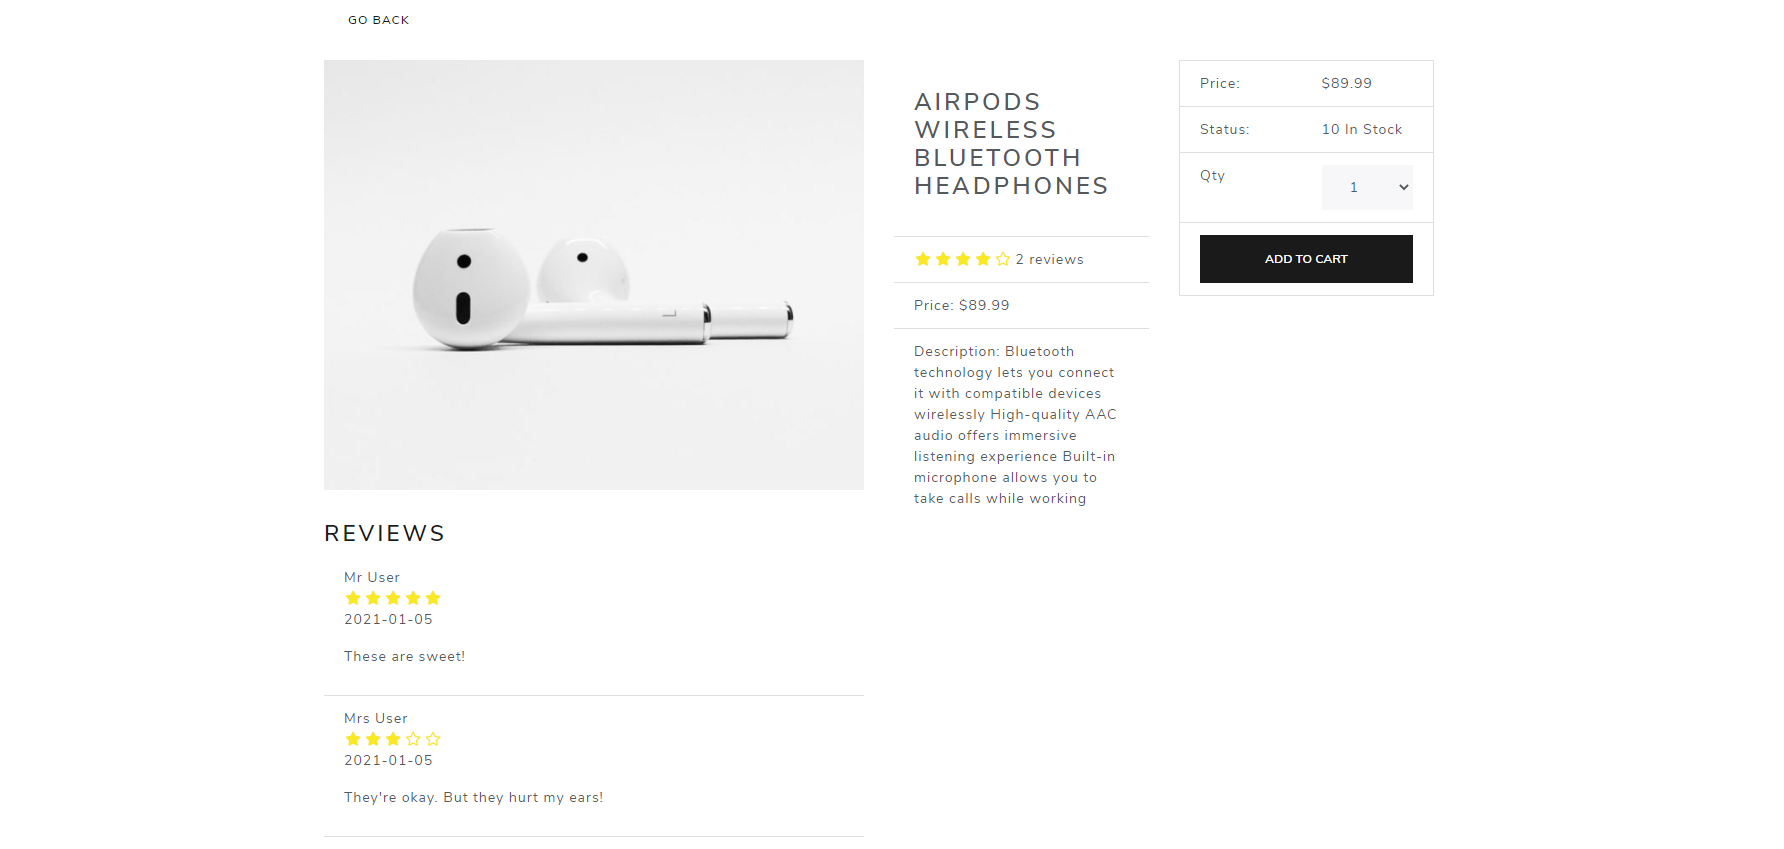 GO BACK
AIRPODS
WIRELESS
BLUETOOTH
HEADPHONES
2 reviews
Price: $89.99
Description: Bluetooth
technology lets you connect
it with compatible devices
wirelessly High-quality AAC
audio offers immersive
listening experience Built-in
microphone allows you to
take calls while working
Price: $89.99
Status: 10 In Stock
Qty 1
ADD TO CART
L
REVIEWS
Mr User
2021-01-05
These are sweet!
Mrs User
2021-01-05
They're okay. But they hurt my ears!